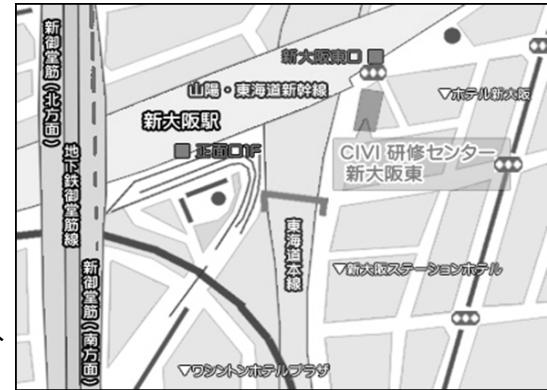 新御堂筋(北方面)
地下鉄御堂筋線
新御堂筋(南方面)
新大阪東口
山陽・東海道新幹線
新大阪駅
正面口1F
▽ホテル新大阪
CIVI 研修センター
新大阪東
東海道本線
▽新大阪ステーションホテル
▽ワシントンホテルプラザ